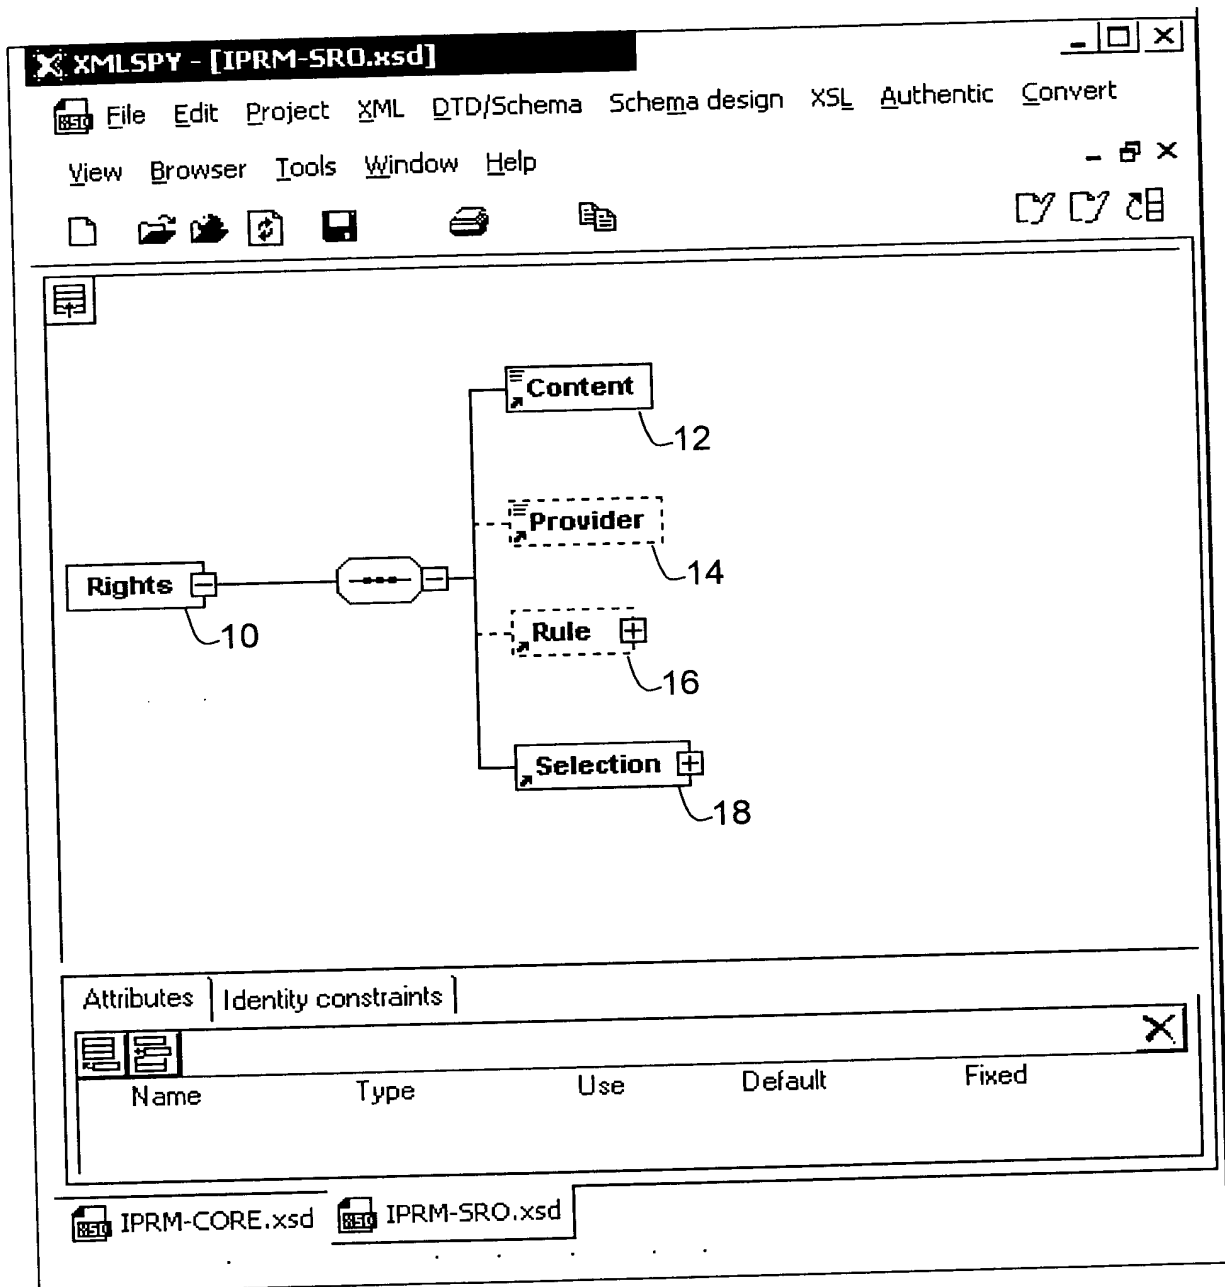 XMLSPY - [IPRM-SRO.xsd]
File Edit Project XML DTD/Schema Schema design XSL Authentic Convert
View Browser Tools Window Help
Content
12
Provider
14
Rights
10
Rule
16
Selection
18
Attributes Identity constraints
Name Type Use Default Fixed
IPRM-CORE.xsd IPRM-SRO.xsd